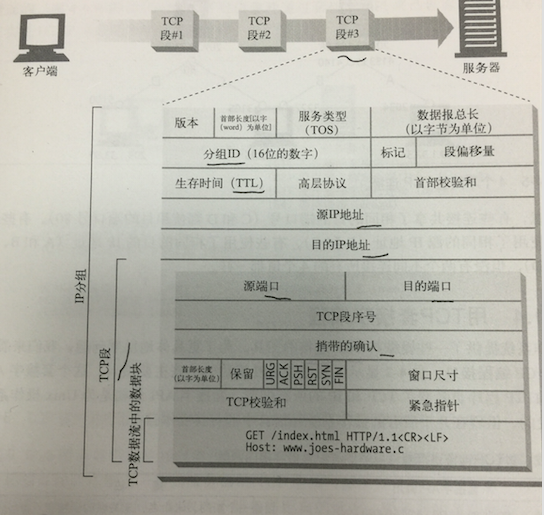 TCP
段#1
TCP
段#2
TCP
段#3
客户端
服务器
版本
首部长度[以字
(word) 为单位]
服务类型
(TOS)
数据报总长
(以字节为单位)
分组ID (16位的数字)
标记
段偏移量
生存时间 (TTL)
高层协议
首部校验和
源IP地址
目的IP地址
源端口
目的端口
TCP段序号
捎带的确认
首部长度
(以字为单位)
保留
URG
ACK
PSH
RST
SYN
FIN
窗口尺寸
TCP校验和
紧急指针
GET /index.html HTTP/1.1<CR><LF>
Host: www.joes-hardware.c
IP分组
TCP段
TCP数据流中的数据块